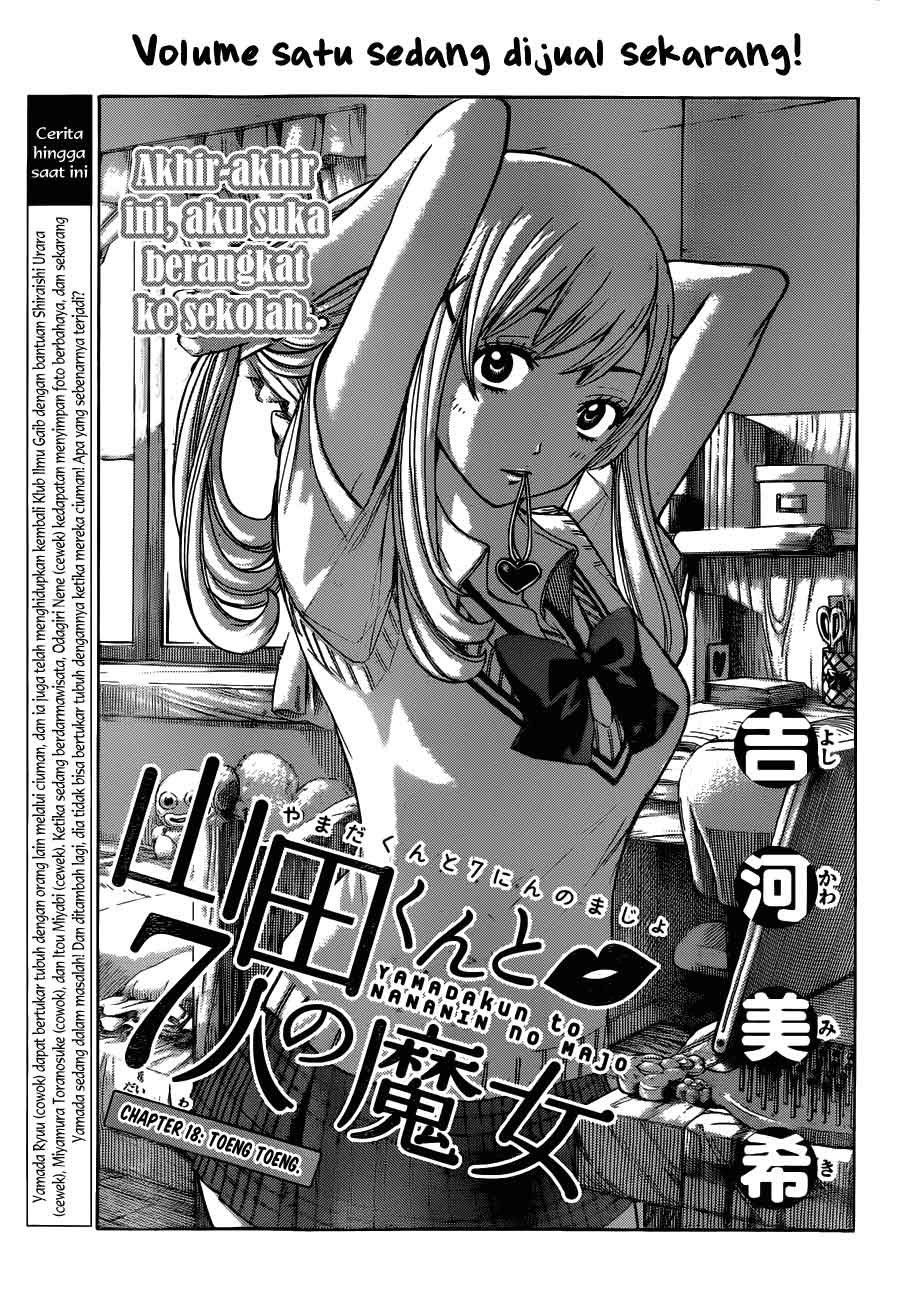 Volume satu sedang dijual sekarang!
Cerita
hingga
saat ini
Yamada Ryuu (cowok) dapat bertukar tubuh dengan orang lain melalui ciuman, dan ia juga telah menghidupkan kembali Klub Ilmu Gaib dengan bantuan Shiraishi Urara
(cewek), Miyamura Toranosuke (cowok), dan Itou Miyabi (cewek). Ketika sedang berdarmawisata, Odagiri Nene (cewek) kedapatan menyimpan foto berbahaya, dan sekarang
Yamada sedang dalam masalah! Dan ditambah lagi, dia tidak bisa bertukar tubuh dengannya ketika mereka ciuman! Apa yang sebenarnya terjadi?
Akhir-akhir
ini, aku suka
berangkat
ke sekolah.
やまだくんと7にんのまじょ
山田くんと
7人の魔女
YAMADAKUN to
NANANIN no MAJO
CHAPTER 18: TOENG TOENG.
吉河美希
よしかわみき